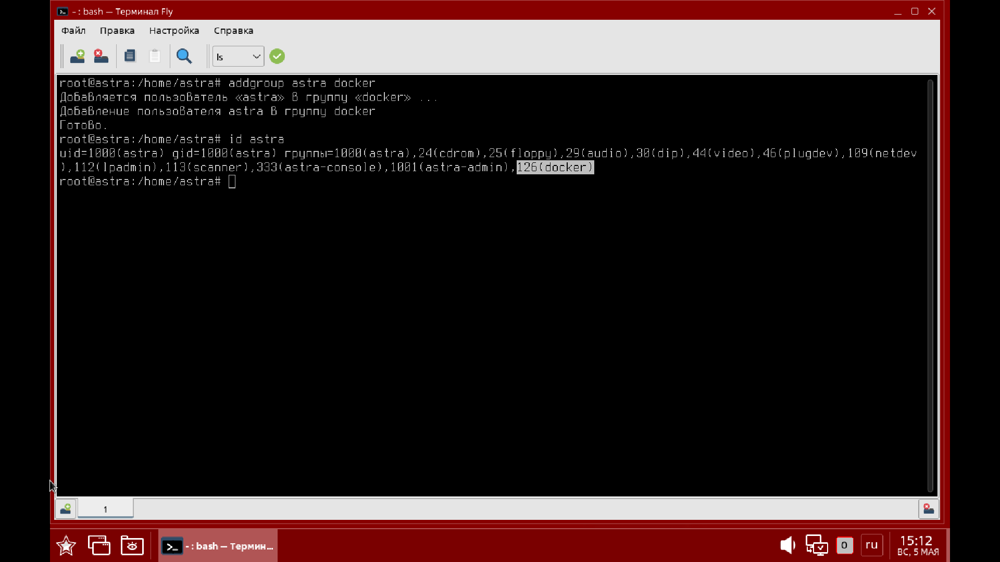 - : bash — Терминал Fly
Файл Правка Настройка Справка
ls
root@astra:/home/astra# addgroup astra docker
Добавляется пользователь «astra» в группу «docker» ...
Добавление пользователя astra в группу docker
Готово.
root@astra:/home/astra# id astra
uid=1000(astra) gid=1000(astra) группы=1000(astra),24(cdrom),25(floppy),29(audio),30(dip),44(video),46(plugdev),109(netdev
),112(lpadmin),113(scanner),333(astra-console),1001(astra-admin),126(docker)
root@astra:/home/astra#
1
- : bash — Термин...
0
ru
15:12
ВС, 5 МАЯ